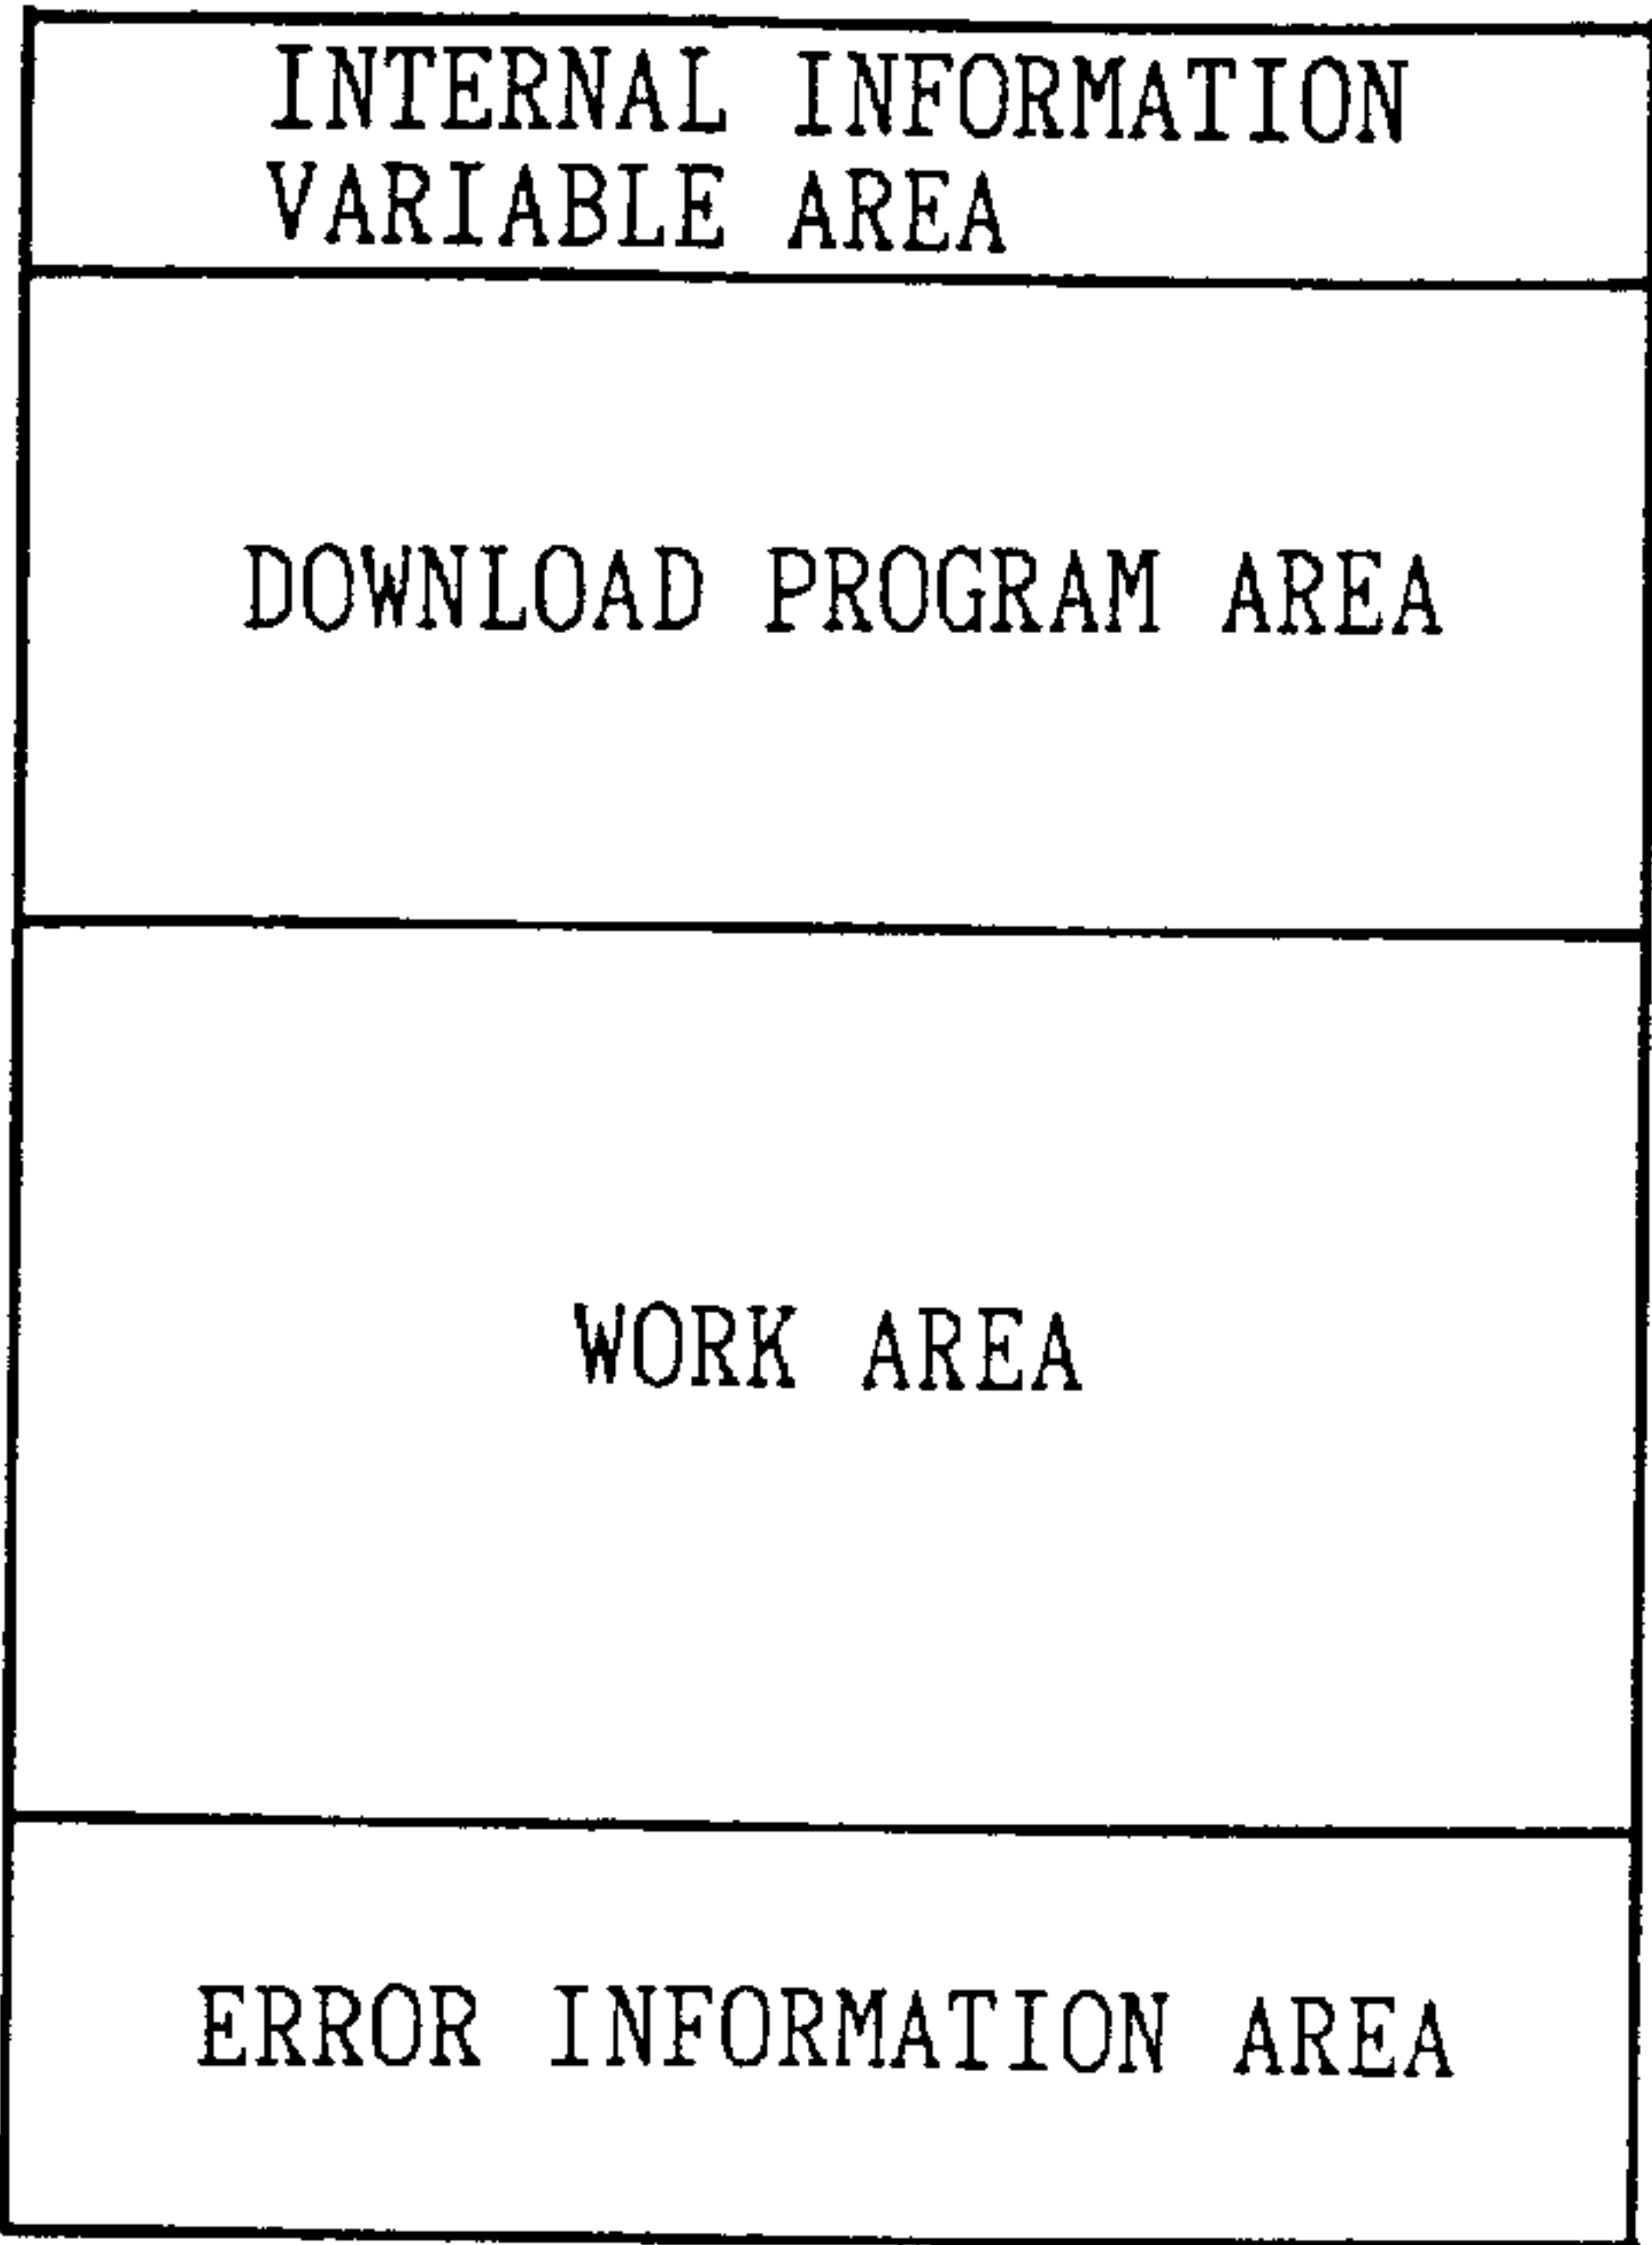 INTERNAL INFORMATION
VARIABLE AREA
DOWNLOAD PROGRAM AREA
WORK AREA
ERROR INFORMATION AREA